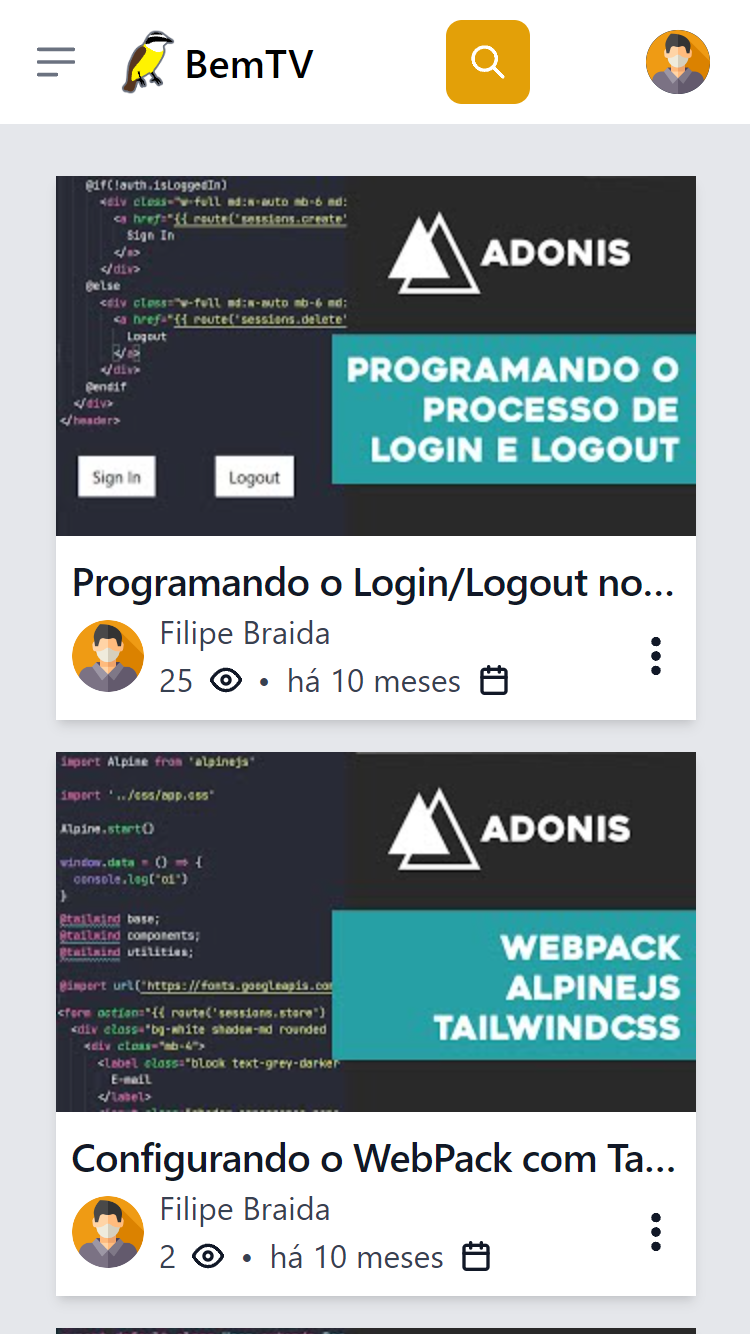 BemTV
@if(!auth.isLoggedIn)
<div class="w-full md:w-auto mb-6 md:
<a href="{{ route('sessions.create'
Sign In
</a>
</div>
@else
<div class="w-full md:w-auto mb-6 md:
<a href="{{ route('sessions.delete'
Logout
</a>
</div>
@endif
</div>
</header>
Sign In
Logout
ADONIS
PROGRAMANDO O
PROCESSO DE
LOGIN E LOGOUT
Programando o Login/Logout no...
Filipe Braida
25 • há 10 meses
import Alpine from 'alpinejs'
import '../css/app.css'
Alpine.start()
window.data = () => {
console.log("oi")
}
@tailwind base;
@tailwind components;
@tailwind utilities;
@import url('https://fonts.googleapis.com
<form action="{{ route('sessions.store')
<div class="bg-white shadow-md rounded
<div class="mb-4">
<label class="block text-grey-darker
E-mail
</label>
ADONIS
WEBPACK
ALPINEJS
TAILWINDCSS
Configurando o WebPack com Ta...
Filipe Braida
2 • há 10 meses